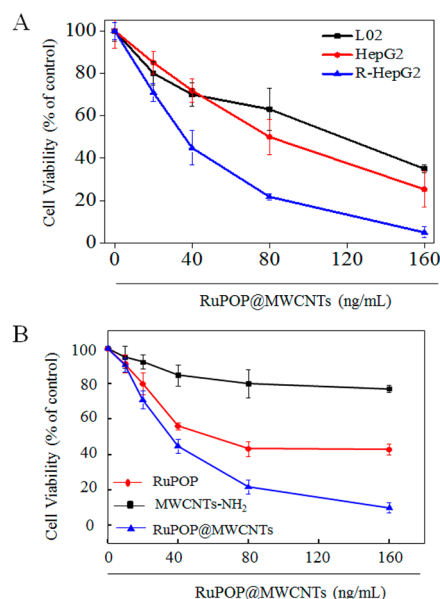 A
L02
HepG2
R-HepG2
Cell Viability (% of control)
100
80
60
40
20
0
0 40 80 120 160
RuPOP@MWCNTs (ng/mL)
B
Cell Viability (% of control)
100
80
60
40
20
0
RuPOP
MWCNTs-NH2
RuPOP@MWCNTs
0 40 80 120 160
RuPOP@MWCNTs (ng/mL)